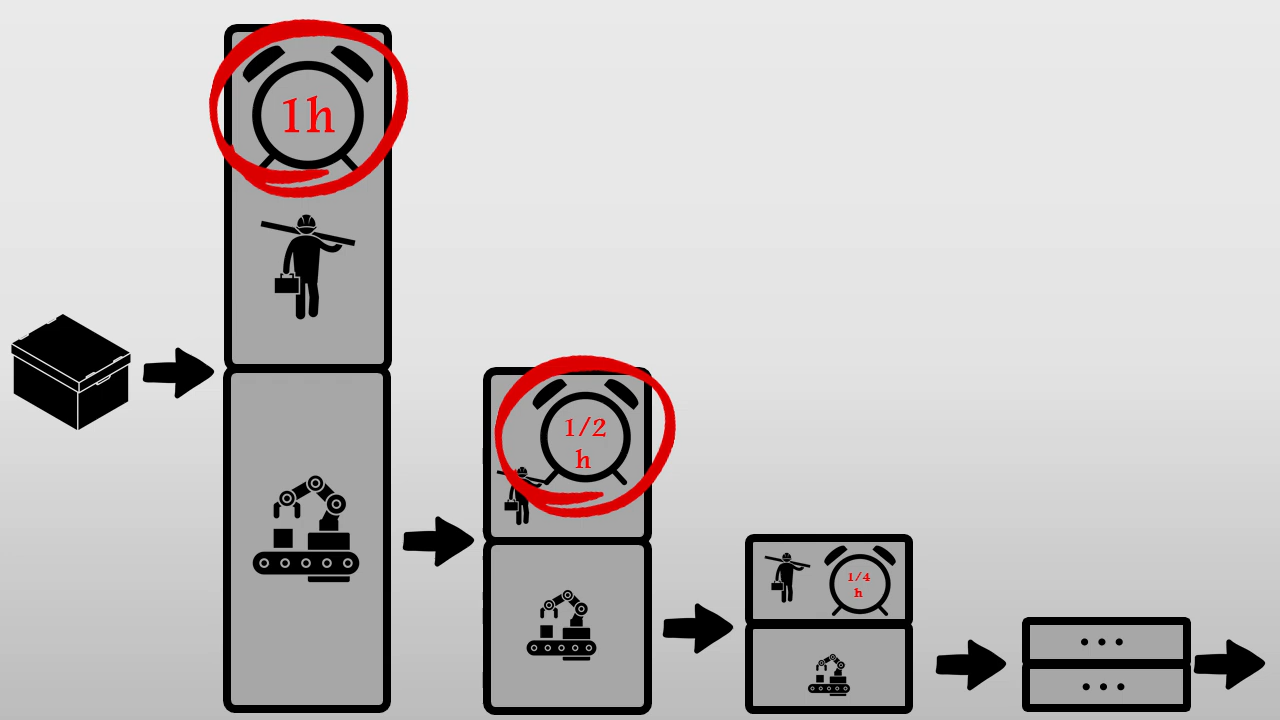 1h
1/2
h
1/4
h
• • •
• • •